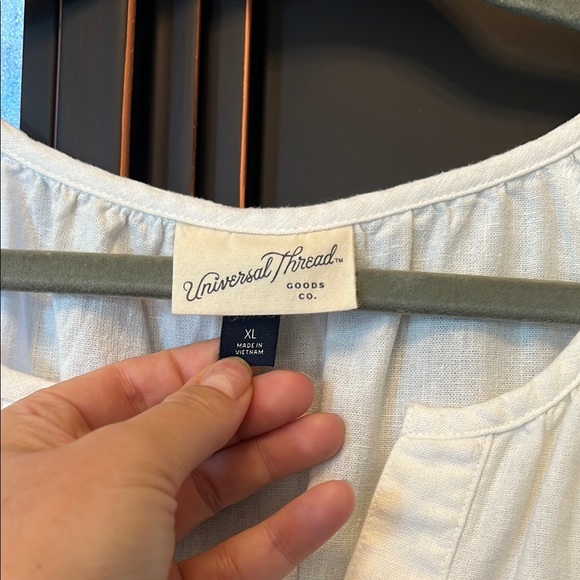 Universal Thread™
GOODS
CO.
XL
MADE IN
VIETNAM